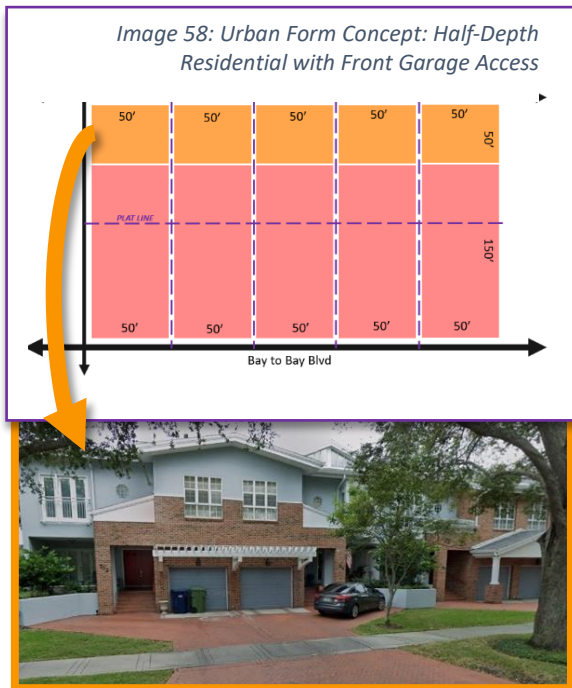 Image 58: Urban Form Concept: Half-Depth
Residential with Front Garage Access
50' 50' 50' 50' 50'
50'
PLAT LINE
150'
50' 50' 50' 50' 50'
Bay to Bay Blvd